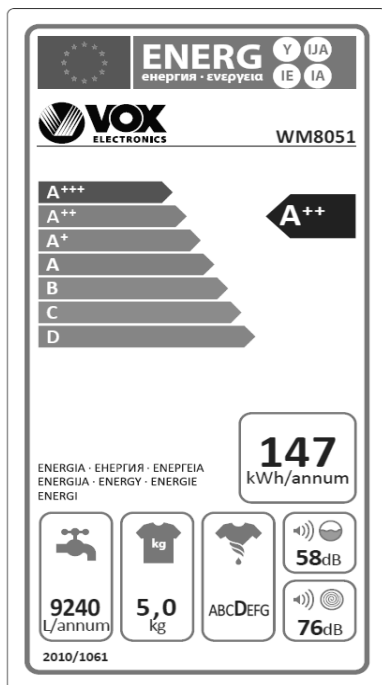 ENERG Y IJA
енергия · ενεργεια IE IA
VOX
ELECTRONICS
WM8051
A+++
A++
A++
A+
A
B
C
D
147
kWh/annum
ENERGIA · ЕНЕРГИЯ · ΕΝΕΡΓΕΙΑ
ENERGIJA · ENERGY · ENERGIE
ENERGI
kg
58dB
9240
L/annum
5,0
kg
ABCDEFG
76dB
2010/1061